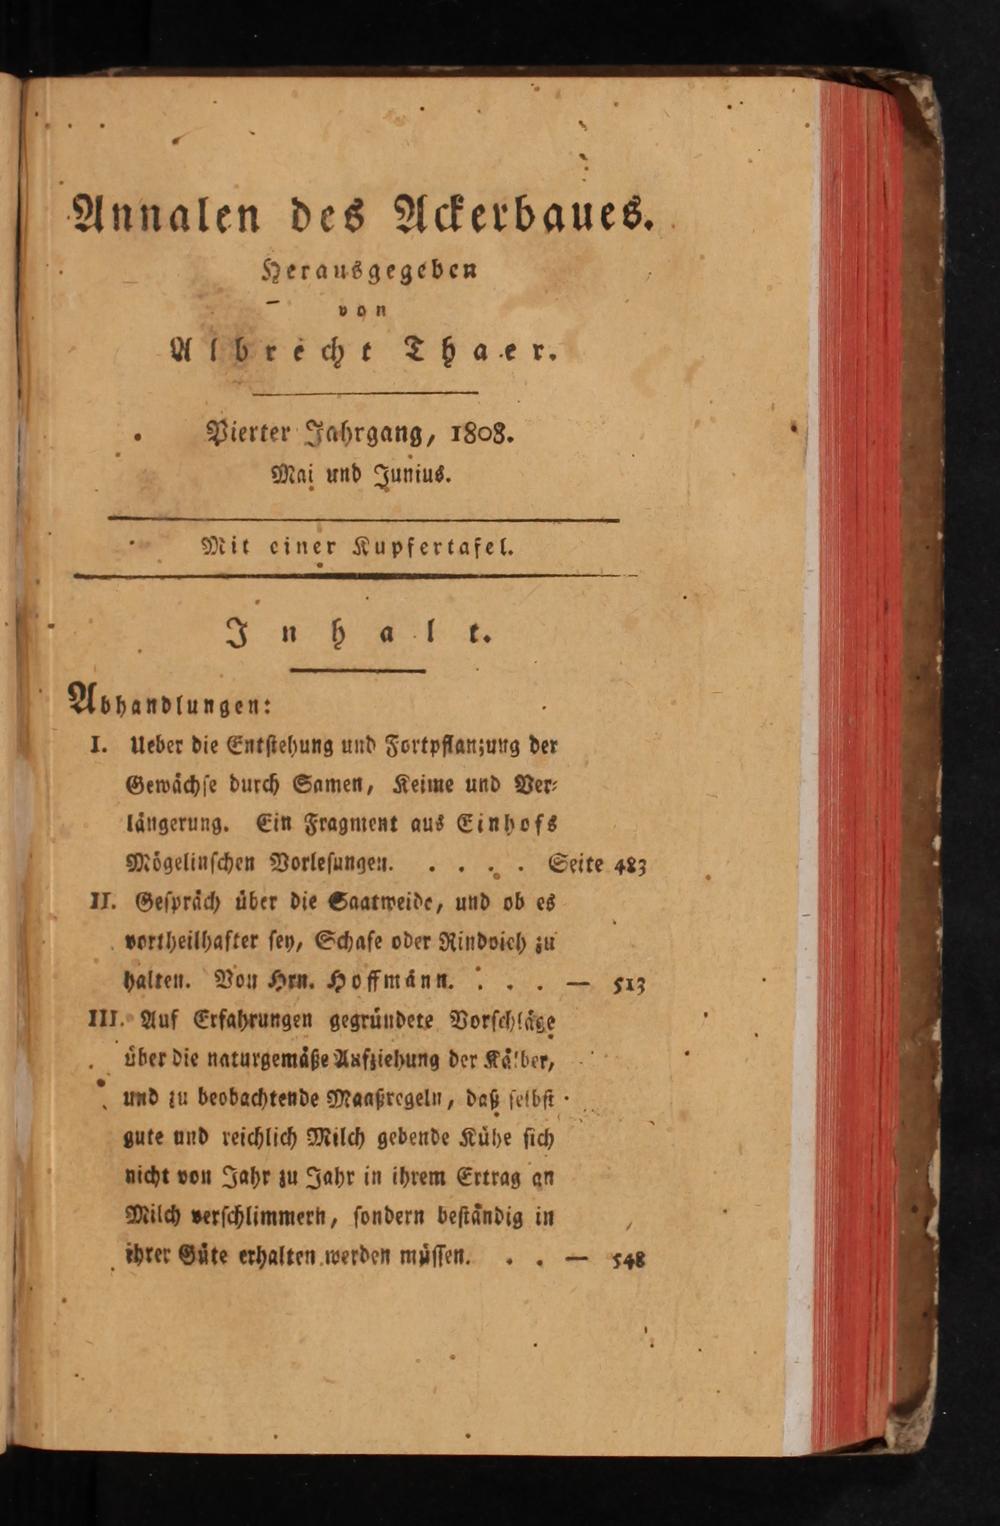 Annalen des Ackerbaues.
Herausgegeben
von
Albrecht Thaer.
Vierter Jahrgang, 1808.
Mai und Junius.
Mit einer Kupfertafel.
Inhalt.
Abhandlungen:
I. Ueber die Entstehung und Fortpflanzung der
Gewächse durch Samen, Keime und Ver-
längerung. Ein Fragment aus Einhofs
Mögelinschen Vorlesungen. . . . . Seite 483
II. Gespräch über die Saatweide, und ob es
vortheilhafter sey, Schafe oder Rindvieh zu
halten. Von Hrn. Hoffmann. . . . — 513
III. Auf Erfahrungen gegründete Vorschläge
über die naturgemäße Aufziehung der Kälber,
und zu beobachtende Maaßregeln, daß selbst
gute und reichlich Milch gebende Kühe sich
nicht von Jahr zu Jahr in ihrem Ertrag an
Milch verschlimmern, sondern beständig in
ihrer Güte erhalten werden müssen. . . — 548